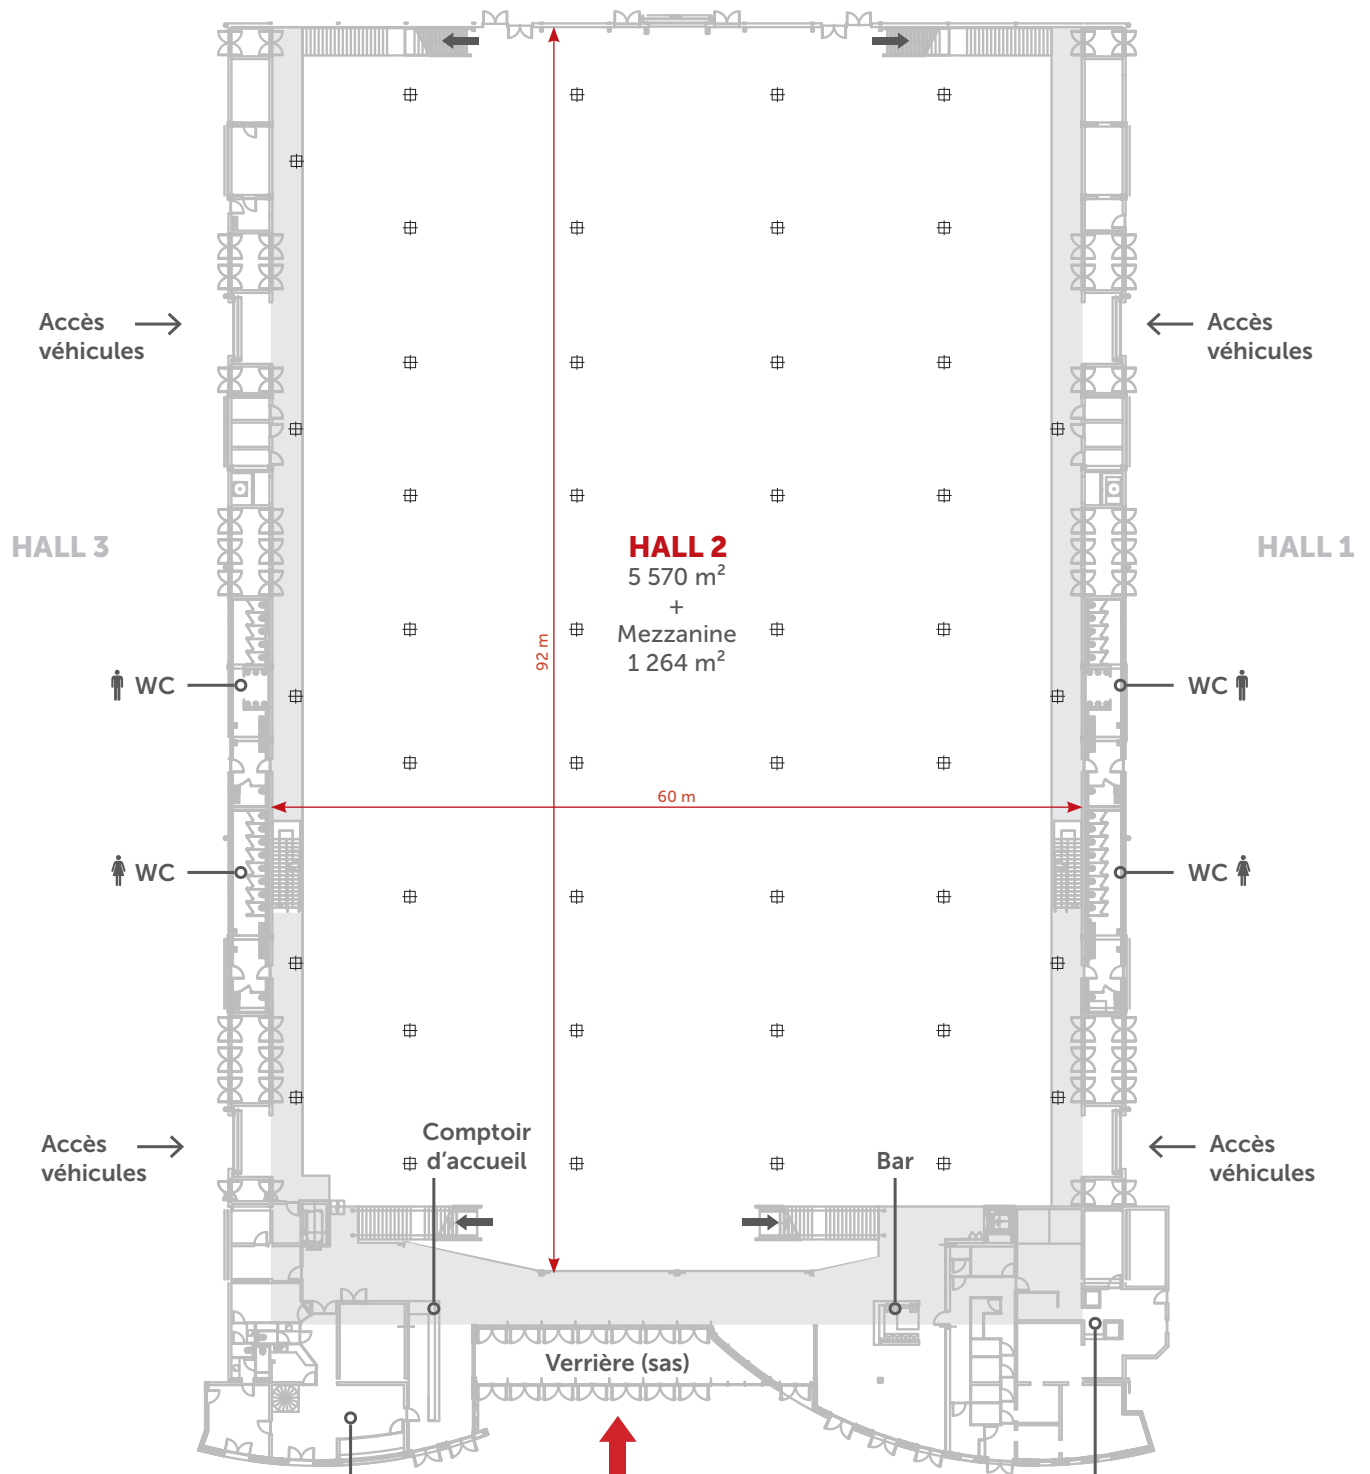 Accès
véhicules
Accès
véhicules
HALL 3
HALL 2
5 570 m²
+
Mezzanine
1 264 m²
HALL 1
92 m
WC
WC
60 m
WC
WC
Comptoir
d'accueil
Bar
Accès
véhicules
Accès
véhicules
Verrière (sas)